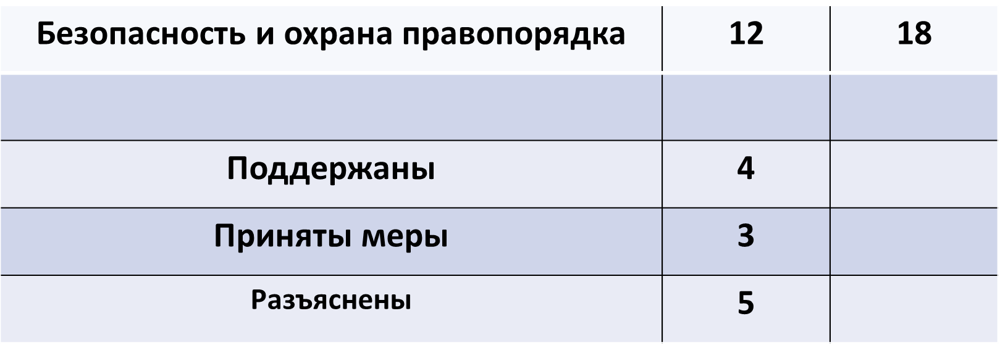 Безопасность и охрана правопорядка 12 18
Поддержаны 4
Приняты меры 3
Разъяснены 5